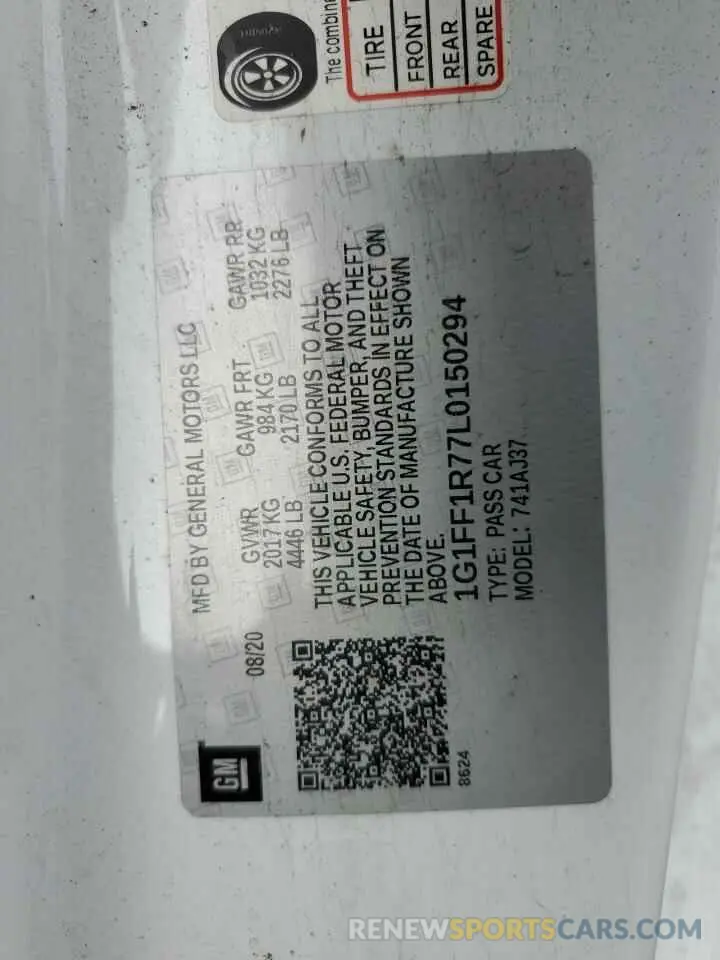 The combine
TIRE
FRONT
REAR
SPARE
MFD BY GENERAL MOTORS LLC
08/20
GVWR GAWR FRT GAWR RR
2017 KG 984 KG 1032 KG
4446 LB 2170 LB 2276 LB
THIS VEHICLE CONFORMS TO ALL
APPLICABLE U.S. FEDERAL MOTOR
VEHICLE SAFETY, BUMPER, AND THEFT
PREVENTION STANDARDS IN EFFECT ON
THE DATE OF MANUFACTURE SHOWN
ABOVE.
1G1FF1R77L0150294
TYPE: PASS CAR
MODEL: 741AJ37
GM
8624
RENEWSPORTSCARS.COM